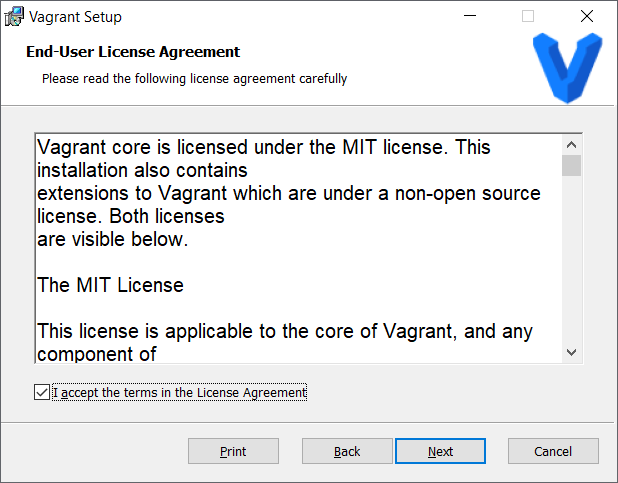 Vagrant Setup
End-User License Agreement
Please read the following license agreement carefully
Vagrant core is licensed under the MIT license. This
installation also contains
extensions to Vagrant which are under a non-open source
license. Both licenses
are visible below.
The MIT License
This license is applicable to the core of Vagrant, and any
component of
I accept the terms in the License Agreement
Print
Back
Next
Cancel